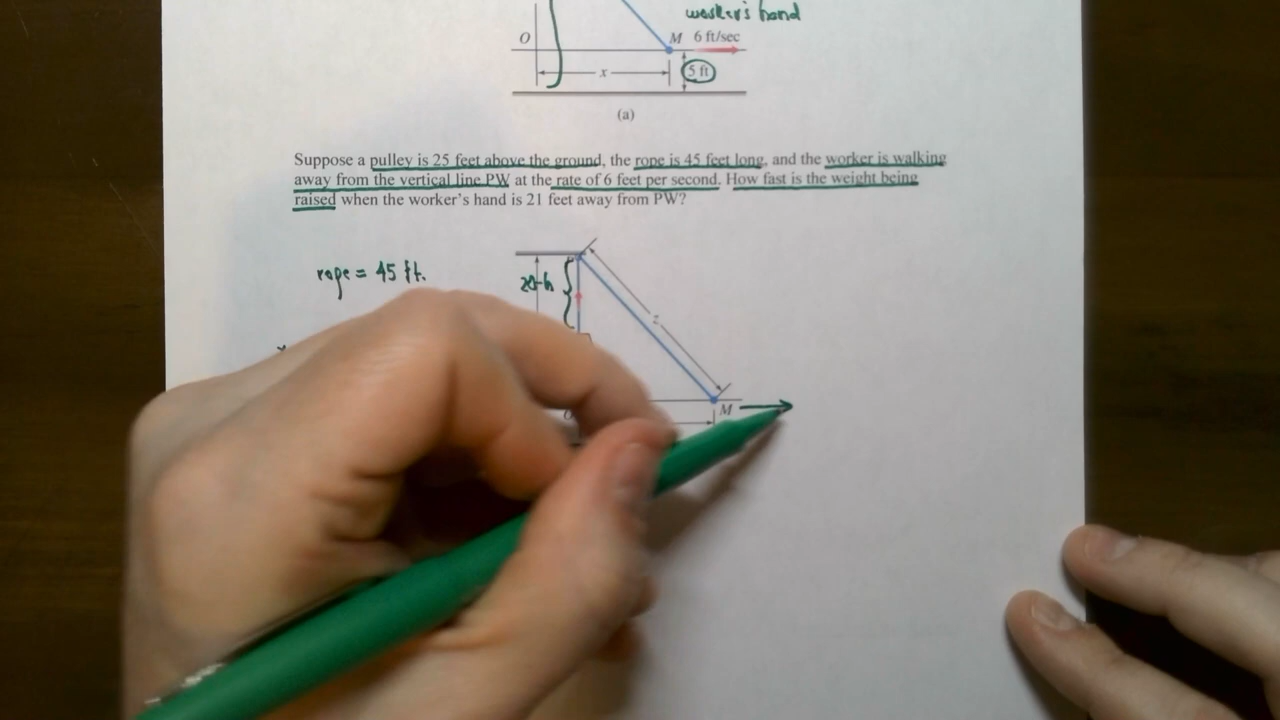 worker's hand
O
M 6 ft/sec
x
5 ft
(a)
Suppose a pulley is 25 feet above the ground, the rope is 45 feet long, and the worker is walking
away from the vertical line PW at the rate of 6 feet per second. How fast is the weight being
raised when the worker's hand is 21 feet away from PW?
rope = 45 ft.
20-h
z
M